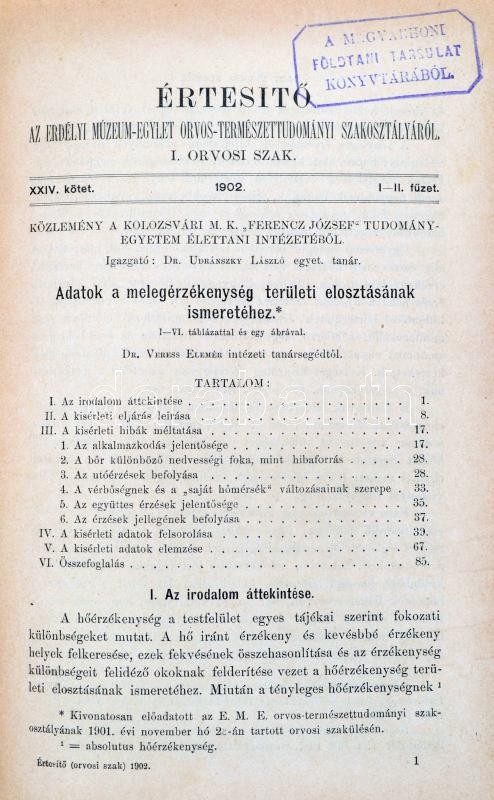 A MAGYARHONI
FÖLDTANI TÁRSULAT
KÖNYVTÁRÁBÓL.
ÉRTESITŐ
AZ ERDÉLYI MÚZEUM-EGYLET ORVOS-TERMÉSZETTUDOMÁNYI SZAKOSZTÁLYÁRÓL.
I. ORVOSI SZAK.
XXIV. kötet. 1902. I—II. füzet.
KÖZLEMÉNY A KOLOZSVÁRI M. K. „FERENCZ JÓZSEF“ TUDOMÁNY-
EGYETEM ÉLETTANI INTÉZETÉBŐL.
Igazgató: Dr. Udránszky László egyet. tanár.
Adatok a melegérzékenység területi elosztásának
ismeretéhez.*
I—VI. táblázattal és egy ábrával.
Dr. Veress Elemér intézeti tanársegédtől.
TARTALOM:
I. Az irodalom áttekintése . . . . . . . . . . . . . 1.
II. A kisérleti eljárás leirása . . . . . . . . . . . . . 8.
III. A kisérleti hibák méltatása . . . . . . . . . . . . 17.
1. Az alkalmazkodás jelentősége . . . . . . . . . . 17.
2. A bőr különböző nedvességi foka, mint hibaforrás . . . . 28.
3. Az utóérzések befolyása . . . . . . . . . . . 28.
4. A vérbőségnek és a „saját hőmérsék“ változásainak szerepe . 33.
5. Az együttes érzések jelentősége . . . . . . . . . 35.
6. Az érzések jellegének befolyása . . . . . . . . . 37.
IV. A kisérleti adatok felsorolása . . . . . . . . . . . 39.
V. A kisérleti adatok elemzése . . . . . . . . . . . 67.
VI. Összefoglalás . . . . . . . . . . . . . . . . 85.
I. Az irodalom áttekintése.
A hőérzékenység a testfelület egyes tájékai szerint fokozati
különbségeket mutat. A hő iránt érzékeny és kevésbbé érzékeny
helyek felkeresése, ezek fekvésének összehasonlítása és az érzékenység
különbségeit felidéző okoknak felderítése vezet a hőérzékenység terü-
leti elosztásának ismeretéhez. Miután a tényleges hőérzékenységnek ¹
* Kivonatosan előadatott az E. M. E. orvos-természettudományi szak-
osztályának 1901. évi november hó -án tartott orvosi szakülésén.
¹ = absolutus hőérzékenység.
Értesítő (orvosi szak) 1902. 1